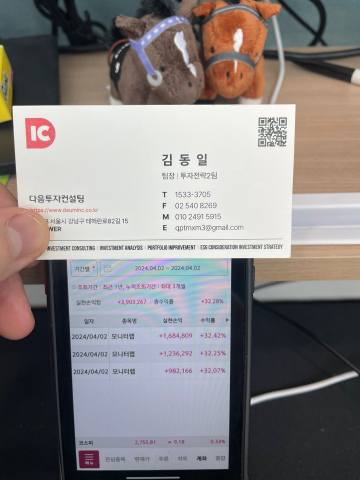 IC
김 동 일
팀장 | 투자전략2팀
다음투자컨설팅
https://www.dauminc.co.kr
서울시 강남구 테헤란로82길 15
WER
T 1533-3705
F 02 540 8269
M 010 2491 5915
E qptmxm3@gmail.com
INVESTMENT CONSULTING | INVESTMENT ANALYSIS | PORTFOLIO IMPROVEMENT | ESG CONSIDERATION INVESTMENT STRATEGY
기간별 2024.04.02 ~ 2024.04.02
조회기간 : 최근 1년, 누적조회기간 : 최대 3개월
실현손익합 +3,903,267 총수익률 +32.28%
일자 종목명 실현손익 수익률
2024/04/02 모니터랩 +1,684,809 +32.42%
2024/04/02 모니터랩 +1,236,292 +32.25%
2024/04/02 모니터랩 +982,166 +32.07%
코스피 2,753.81 9.18 0.33%
메뉴 관심종목 현재가 주문 차트 계좌 종합